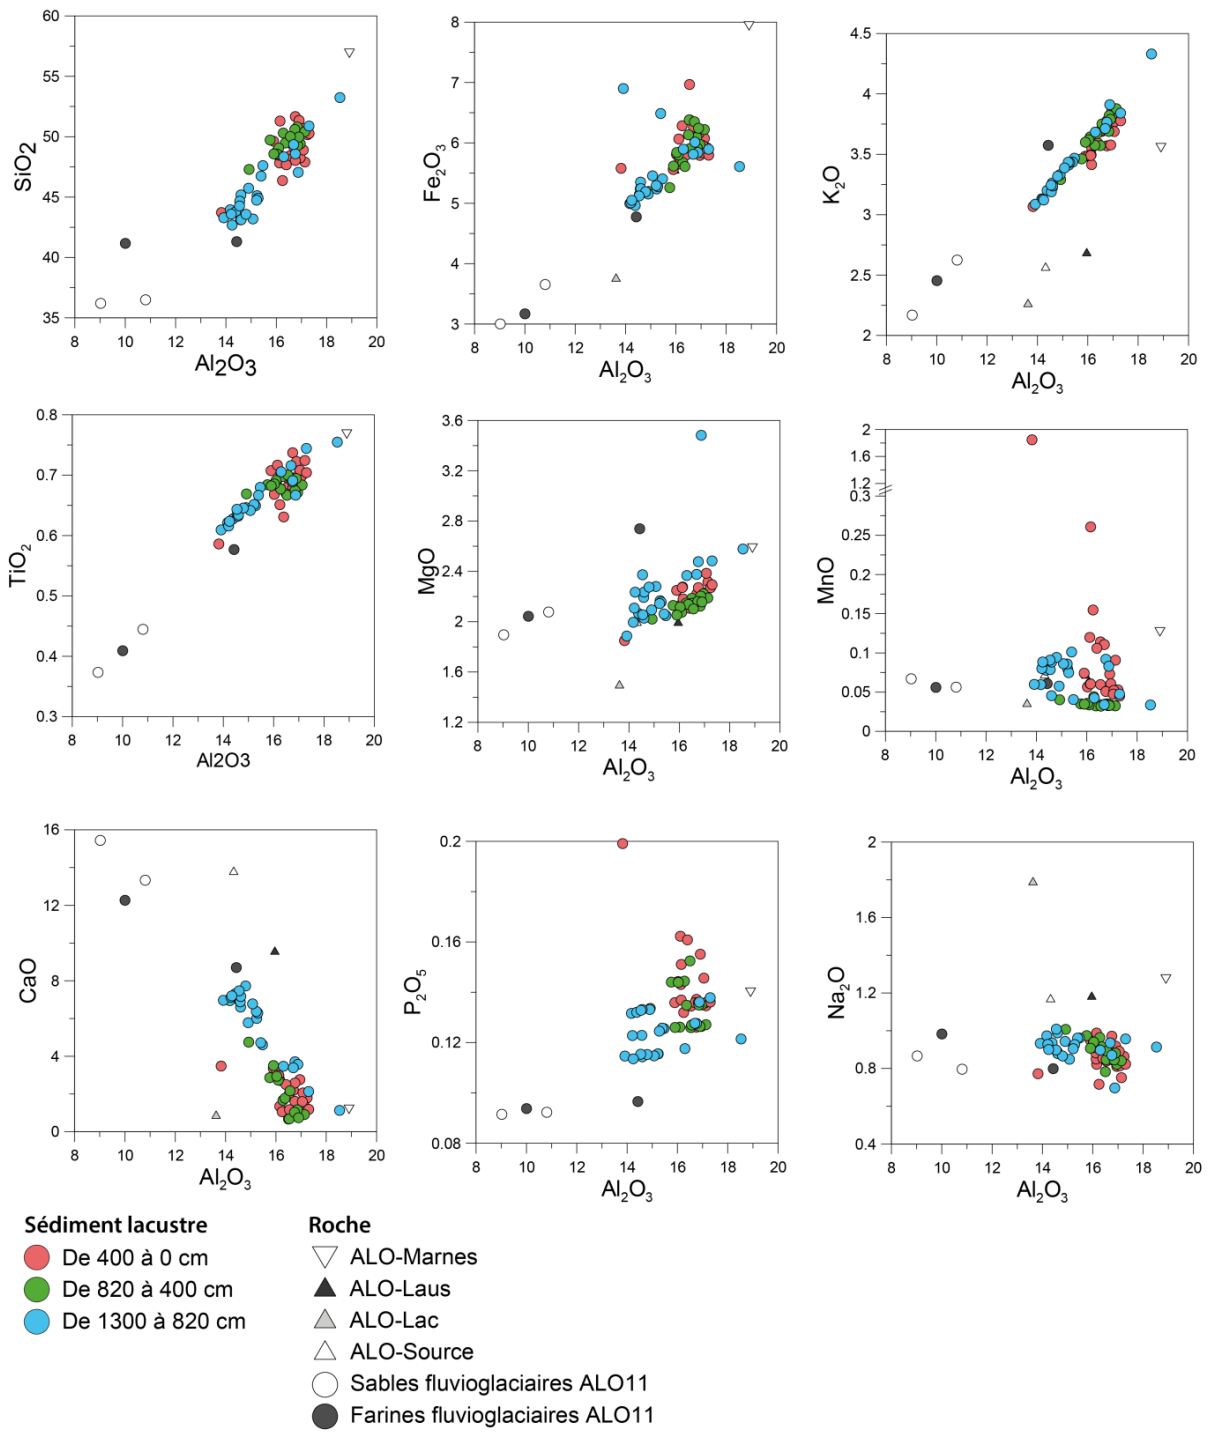 60
55
50
45
40
35
SiO2
8 10 12 14 16 18 20
Al2O3
8
7
6
5
4
3
Fe2O3
8 10 12 14 16 18 20
Al2O3
4.5
4
3.5
3
2.5
2
K2O
8 10 12 14 16 18 20
Al2O3
0.8
0.7
0.6
0.5
0.4
0.3
TiO2
8 10 12 14 16 18 20
Al2O3
3.6
3.2
2.8
2.4
2
1.6
1.2
MgO
8 10 12 14 16 18 20
Al2O3
2
1.8
1.6
1.2
0.3
0.25
0.2
0.15
0.1
0.05
0
MnO
8 10 12 14 16 18 20
Al2O3
16
12
8
4
0
CaO
8 10 12 14 16 18 20
Al2O3
0.2
0.16
0.12
0.08
P2O5
8 10 12 14 16 18 20
Al2O3
2
1.6
1.2
0.8
0.4
Na2O
8 10 12 14 16 18 20
Al2O3
Sédiment lacustre
De 400 à 0 cm
De 820 à 400 cm
De 1300 à 820 cm
Roche
ALO-Marnes
ALO-Laus
ALO-Lac
ALO-Source
Sables fluvioglaciaires ALO11
Farines fluvioglaciaires ALO11